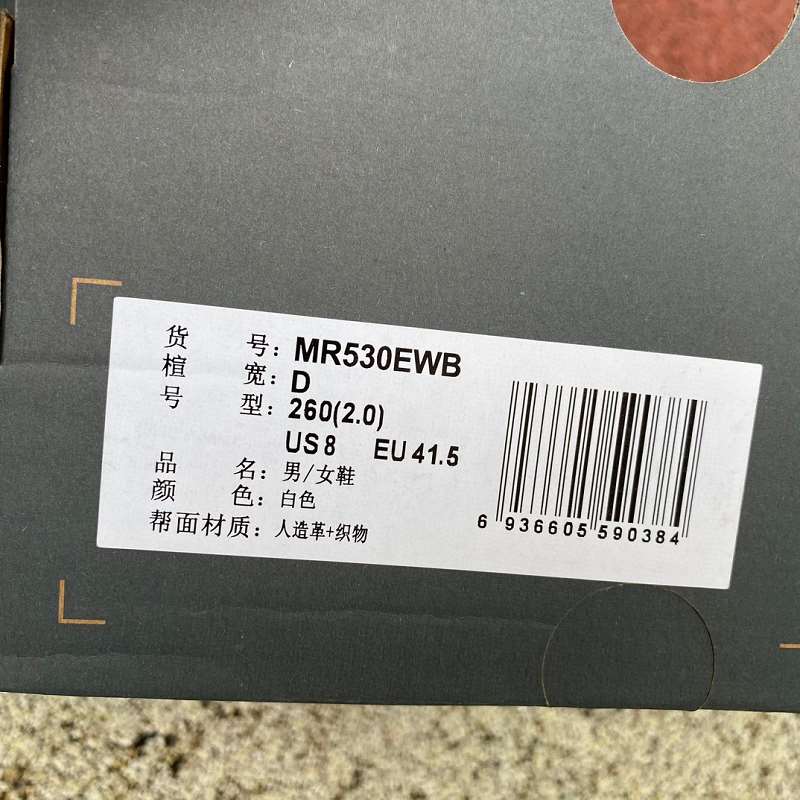 货 号: MR530EWB
楦 宽: D
号 型: 260(2.0)
US 8 EU 41.5
品 名: 男/女鞋
颜 色: 白色
帮面材质: 人造革+织物
6 936605 590384